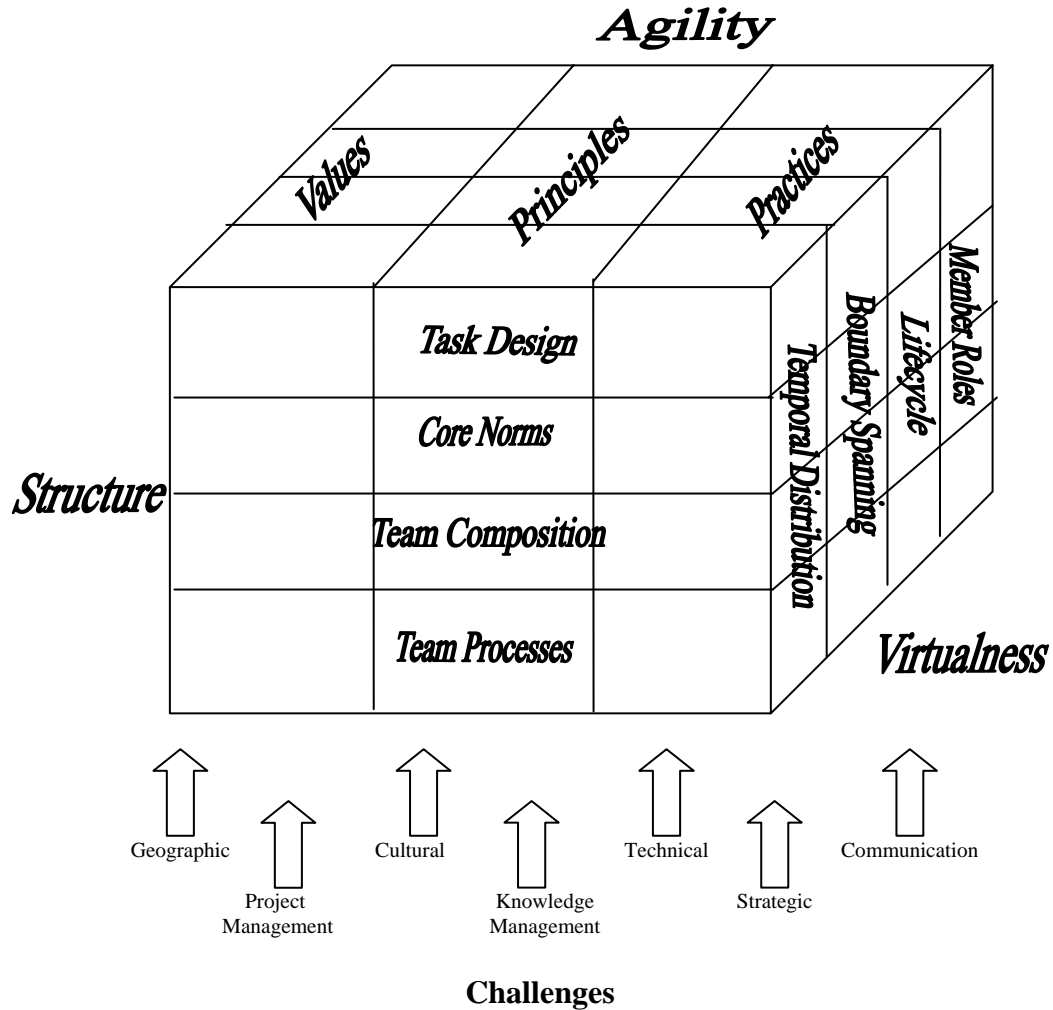 Agility
Values
Principles
Practices
Task Design
Core Norms
Team Composition
Team Processes
Structure
Temporal Distribution
Boundary Spanning
Lifecycle
Member Roles
Virtualness
Geographic
Cultural
Technical
Communication
Project
Management
Knowledge
Management
Strategic
Challenges